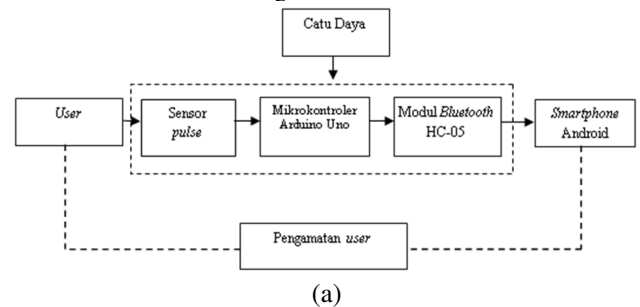 Catu Daya
User
Sensor
pulse
Mikrokontroler
Arduino Uno
Modul Bluetooth
HC-05
Smartphone
Android
Pengamatan user
(a)